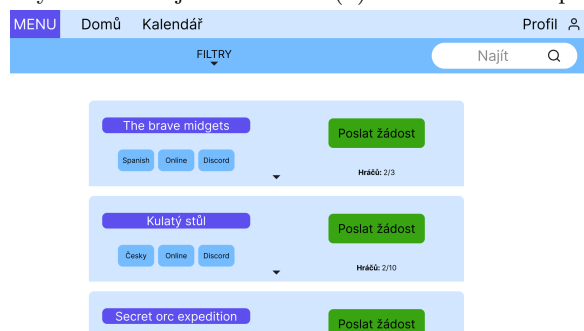 MENU Domů Kalendář Profil
FILTRY Najít
The brave midgets
Poslat žádost
Spanish Online Discord
Hráčů: 2/3
Kulatý stůl
Poslat žádost
Česky Online Discord
Hráčů: 2/10
Secret orc expedition
Poslat žádost